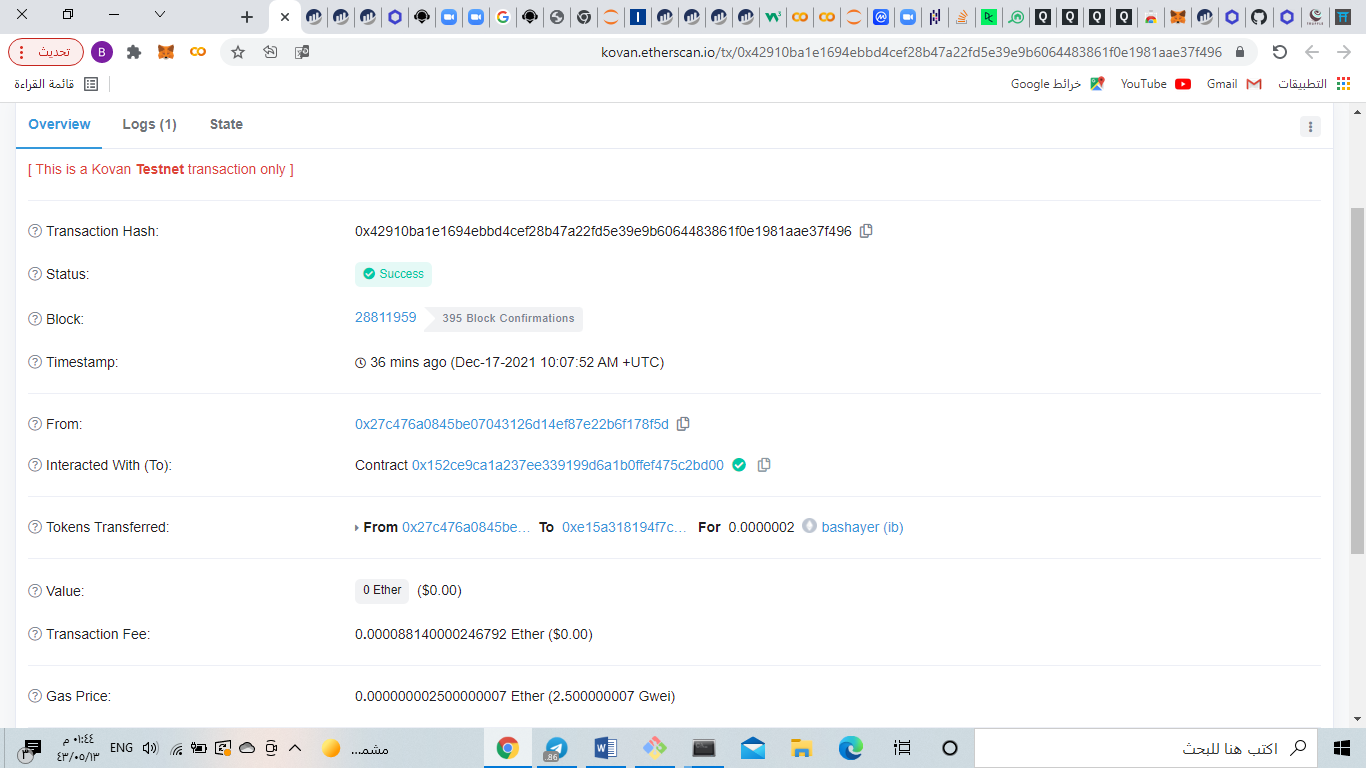 تحديث
B
kovan.etherscan.io/tx/0x42910ba1e1694ebbd4cef28b47a22fd5e39e9b6064483861f0e1981aae37f496
قائمة القراءة
خرائط Google
YouTube
Gmail
التطبيقات
Overview
Logs (1)
State
[ This is a Kovan Testnet transaction only ]
Transaction Hash:
0x42910ba1e1694ebbd4cef28b47a22fd5e39e9b6064483861f0e1981aae37f496
Status:
Success
Block:
28811959
395 Block Confirmations
Timestamp:
36 mins ago (Dec-17-2021 10:07:52 AM +UTC)
From:
0x27c476a0845be07043126d14ef87e22b6f178f5d
Interacted With (To):
Contract 0x152ce9ca1a237ee339199d6a1b0ffef475c2bd00
Tokens Transferred:
From 0x27c476a0845be... To 0xe15a318194f7c... For 0.0000002 bashayer (ib)
Value:
0 Ether ($0.00)
Transaction Fee:
0.000088140000246792 Ether ($0.00)
Gas Price:
0.000000002500000007 Ether (2.500000007 Gwei)
٠١:٤٤ م
٤٣/٠٥/١٣
ENG
مشمـ...
86
اكتب هنا للبحث